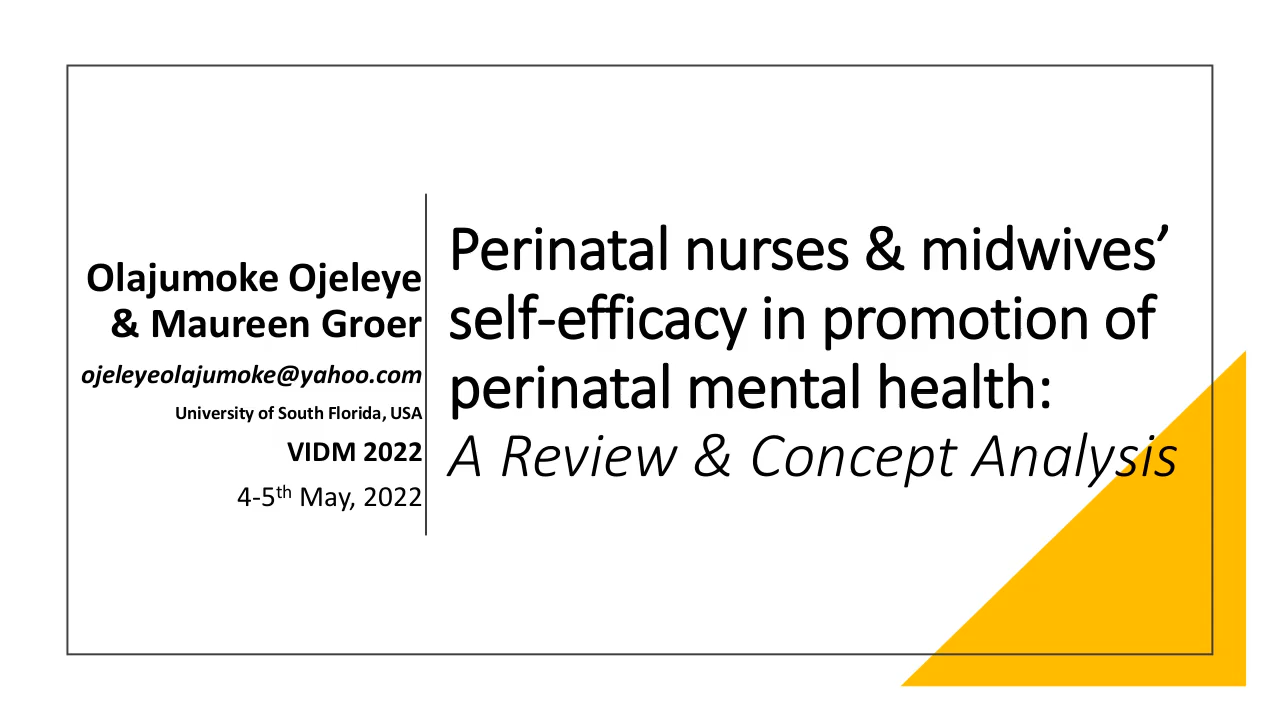 Olajumoke Ojeleye
& Maureen Groer
ojeleyeolajumoke@yahoo.com
University of South Florida, USA
VIDM 2022
4-5th May, 2022
Perinatal nurses & midwives’
self-efficacy in promotion of
perinatal mental health:
A Review & Concept Analysis